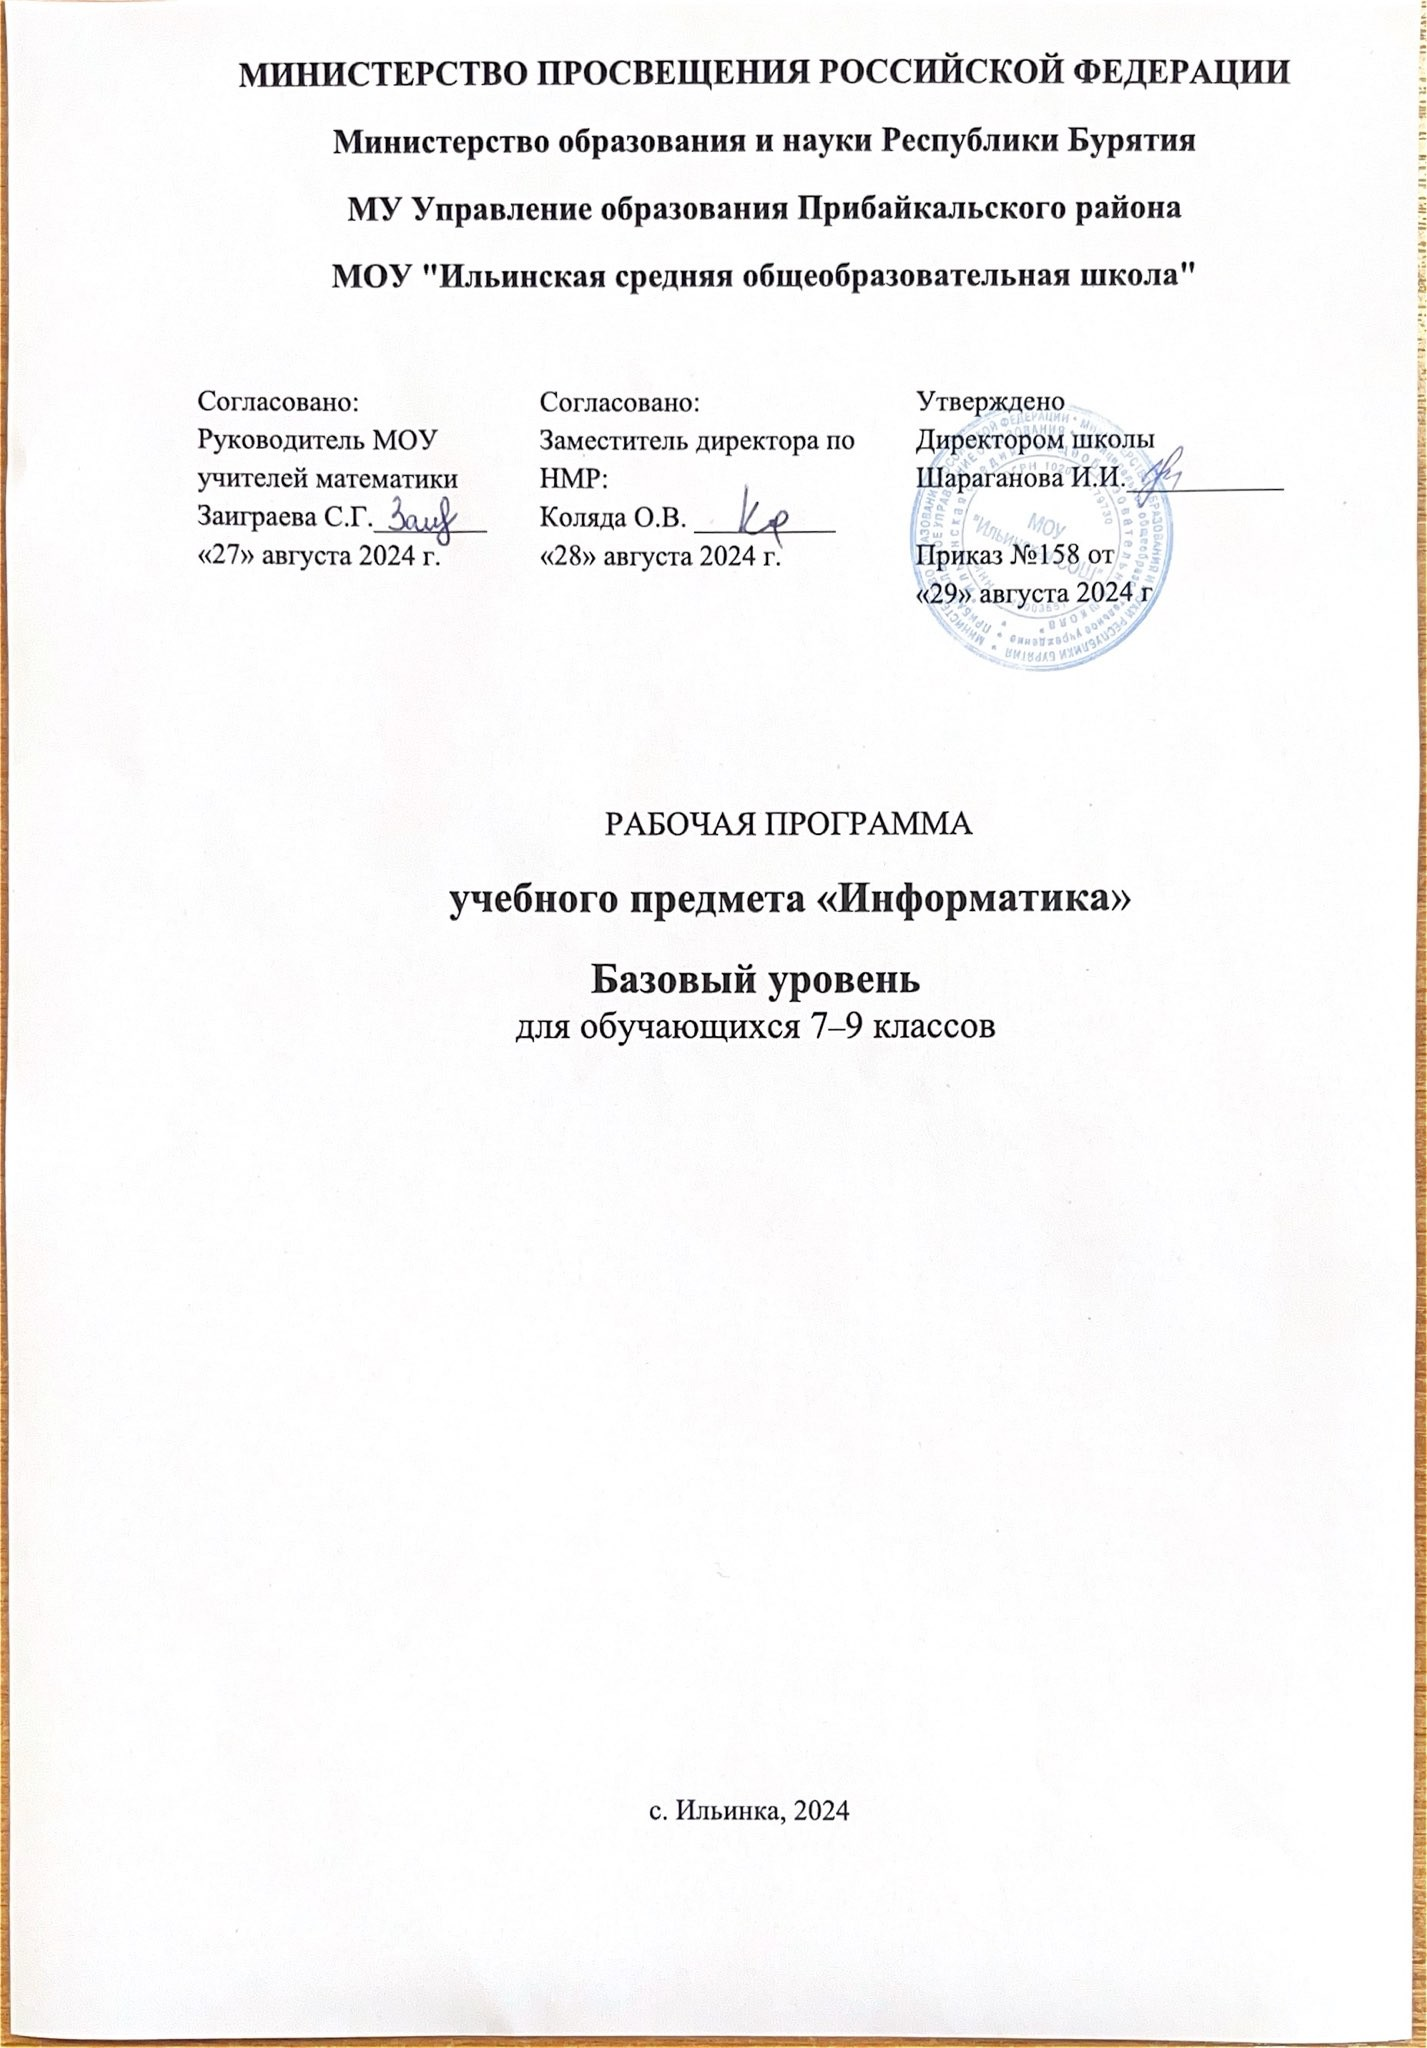 МИНИСТЕРСТВО ПРОСВЕЩЕНИЯ РОССИЙСКОЙ ФЕДЕРАЦИИ
Министерство образования и науки Республики Бурятия
МУ Управление образования Прибайкальского района
МОУ "Ильинская средняя общеобразовательная школа"
Согласовано:
Руководитель МОУ
учителей математики
Заиграева С.Г.
«27» августа 2024 г.
Согласовано:
Заместитель директора по
НМР:
Коляда О.В.
«28» августа 2024 г.
Утверждено
Директором школы
Шараганова И.И.
Приказ №158 от
«29» августа 2024 г
МОУ
РАБОЧАЯ ПРОГРАММА
учебного предмета «Информатика»
Базовый уровень
для обучающихся 7–9 классов
с. Ильинка, 2024